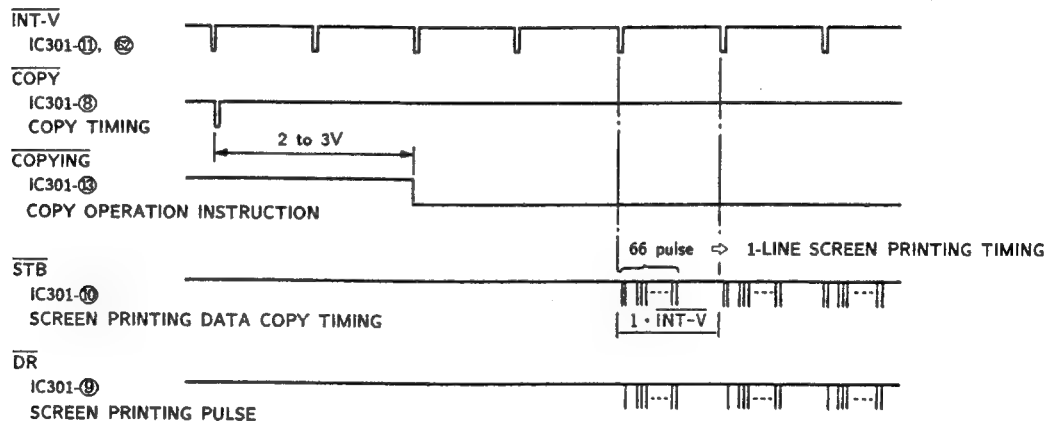 INT-V
IC301-⑪, 62
COPY
IC301-⑧
COPY TIMING
2 to 3V
COPYING
IC301-⑬
COPY OPERATION INSTRUCTION
66 pulse ⇨ 1-LINE SCREEN PRINTING TIMING
STB
IC301-⑩
SCREEN PRINTING DATA COPY TIMING
1・INT-V
DR
IC301-⑨
SCREEN PRINTING PULSE